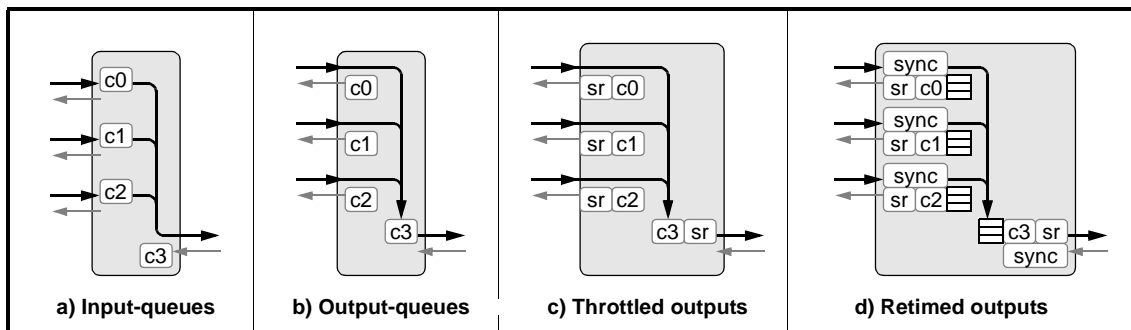 c0
c1
c2
c3
a) Input-queues
c0
c1
c2
c3
b) Output-queues
sr c0
sr c1
sr c2
c3 sr
c) Throttled outputs
sync
sr c0
sync
sr c1
sync
sr c2
c3 sr
sync
d) Retimed outputs